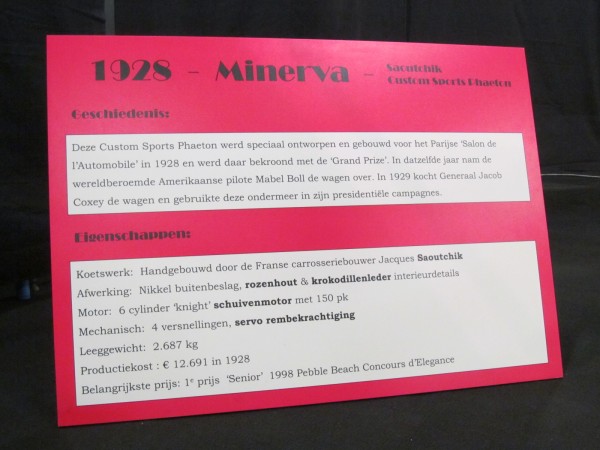 1928 – Minerva – Saoutchik
Custom Sports Phaeton
Geschiedenis:
Deze Custom Sports Phaeton werd speciaal ontworpen en gebouwd voor het Parijse 'Salon de
l'Automobile' in 1928 en werd daar bekroond met de 'Grand Prize'. In datzelfde jaar nam de
wereldberoemde Amerikaanse pilote Mabel Boll de wagen over. In 1929 kocht Generaal Jacob
Coxey de wagen en gebruikte deze ondermeer in zijn presidentiële campagnes.
Eigenschappen:
Koetswerk: Handgebouwd door de Franse carrosseriebouwer Jacques Saoutchik
Afwerking: Nikkel buitenbeslag, rozenhout & krokodillenleder interieurdetails
Motor: 6 cylinder 'knight' schuivenmotor met 150 pk
Mechanisch: 4 versnellingen, servo rembekrachtiging
Leeggewicht: 2.687 kg
Productiekost : € 12.691 in 1928
Belangrijkste prijs: 1e prijs 'Senior' 1998 Pebble Beach Concours d'Elegance